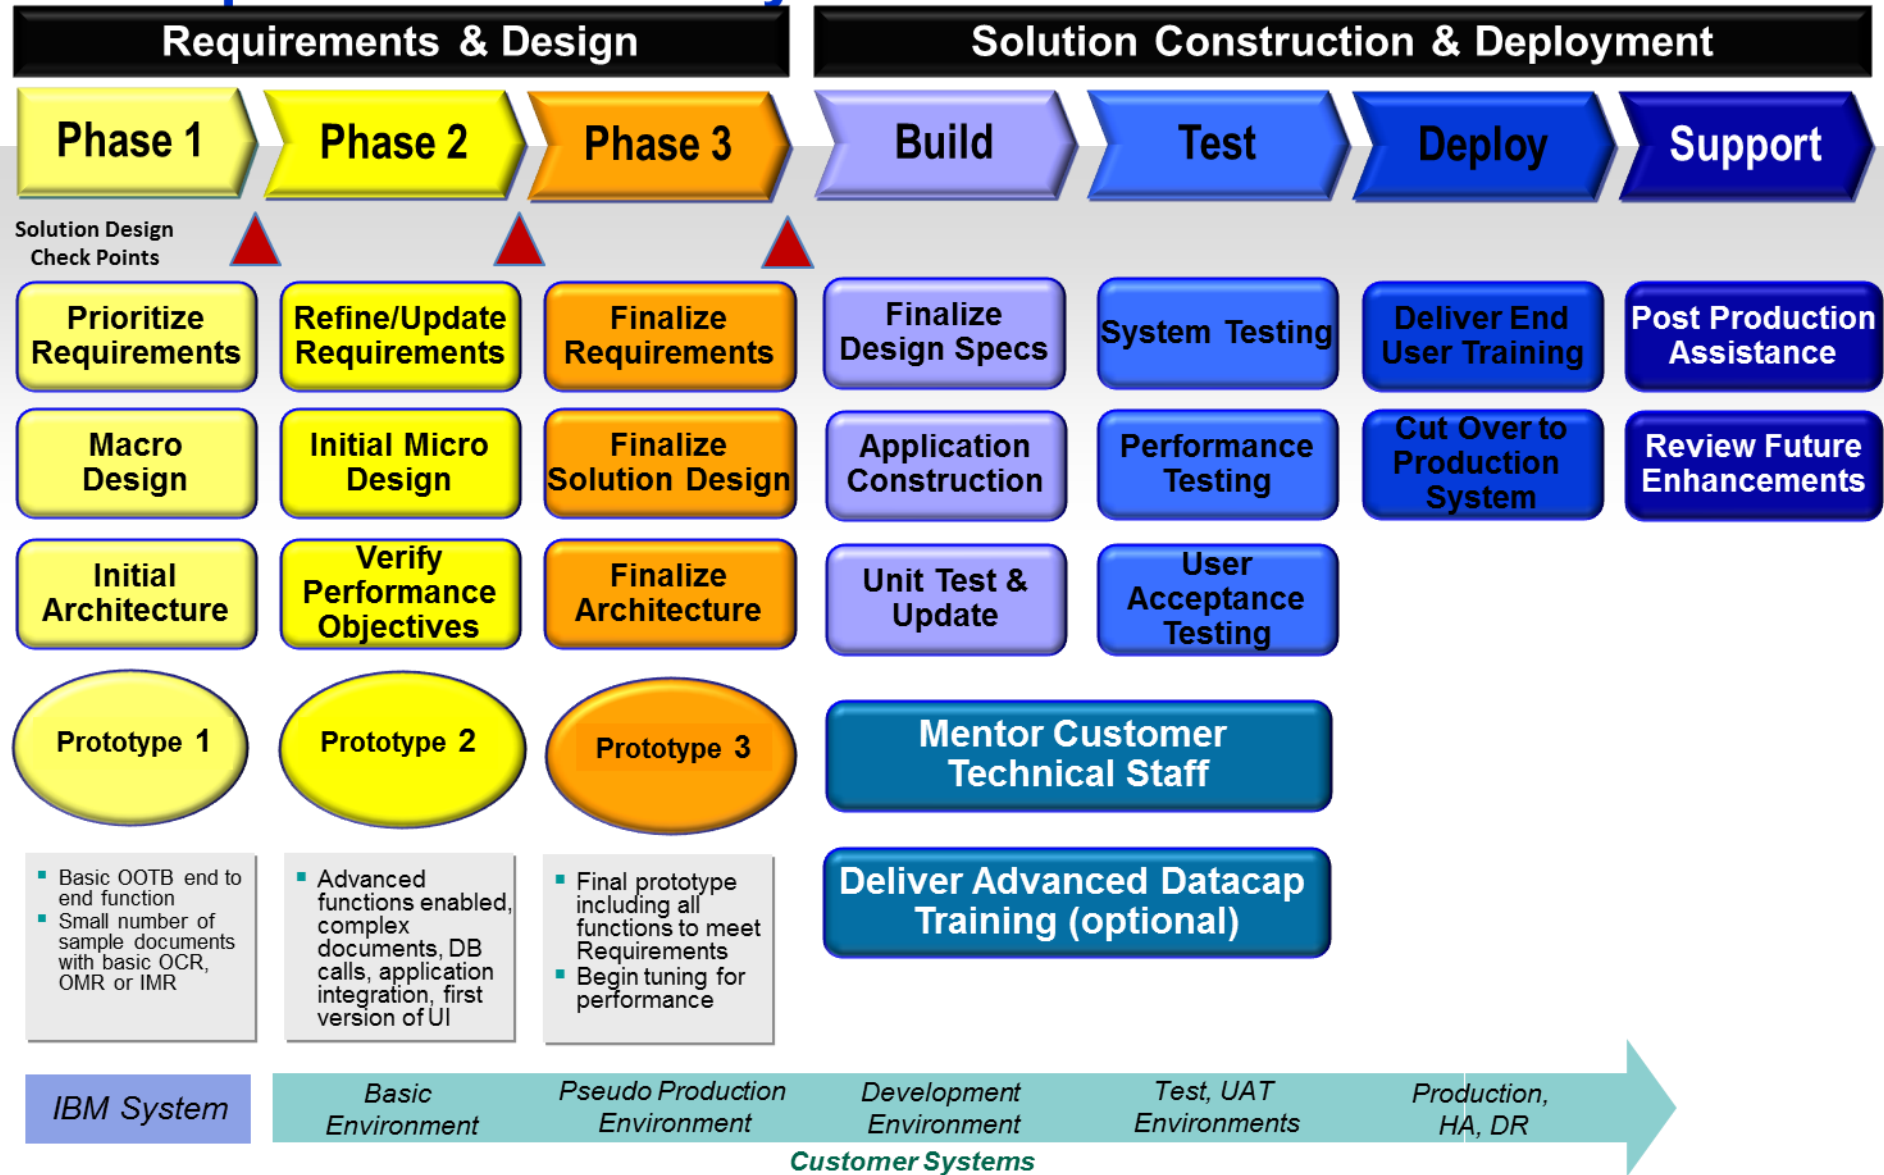 Requirements & Design
Solution Construction & Deployment
Phase 1
Phase 2
Phase 3
Build
Test
Deploy
Support
Solution Design
Check Points
Prioritize
Requirements
Refine/Update
Requirements
Finalize
Requirements
Finalize
Design Specs
System Testing
Deliver End
User Training
Post Production
Assistance
Macro
Design
Initial Micro
Design
Finalize
Solution Design
Application
Construction
Performance
Testing
Cut Over to
Production
System
Review Future
Enhancements
Initial
Architecture
Verify
Performance
Objectives
Finalize
Architecture
Unit Test &
Update
User
Acceptance
Testing
Prototype 1
Prototype 2
Prototype 3
Mentor Customer
Technical Staff
Deliver Advanced Datacap
Training (optional)
Basic OOTB end to
end function
Small number of
sample documents
with basic OCR,
OMR or IMR
Advanced
functions enabled,
complex
documents, DB
calls, application
integration, first
version of UI
Final prototype
including all
functions to meet
Requirements
Begin tuning for
performance
IBM System
Basic
Environment
Pseudo Production
Environment
Development
Environment
Test, UAT
Environments
Production,
HA, DR
Customer Systems